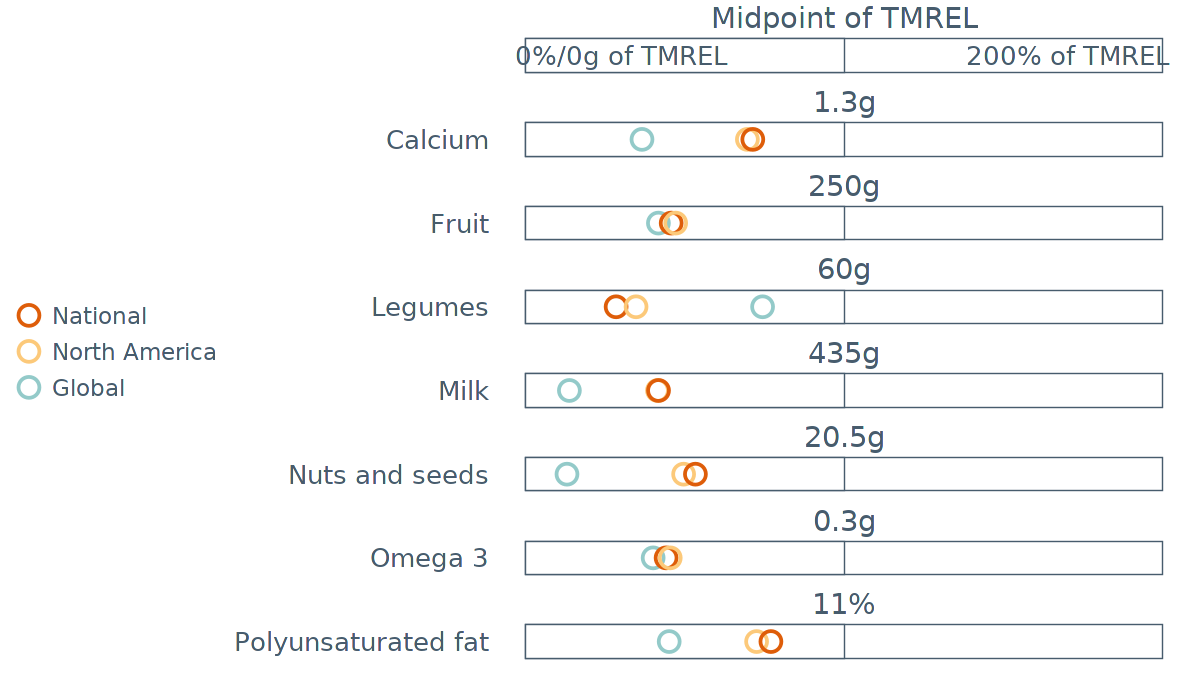 Midpoint of TMREL
0%/0g of TMREL 200% of TMREL
1.3g
Calcium
250g
Fruit
60g
Legumes
435g
Milk
20.5g
Nuts and seeds
0.3g
Omega 3
11%
Polyunsaturated fat
National
North America
Global